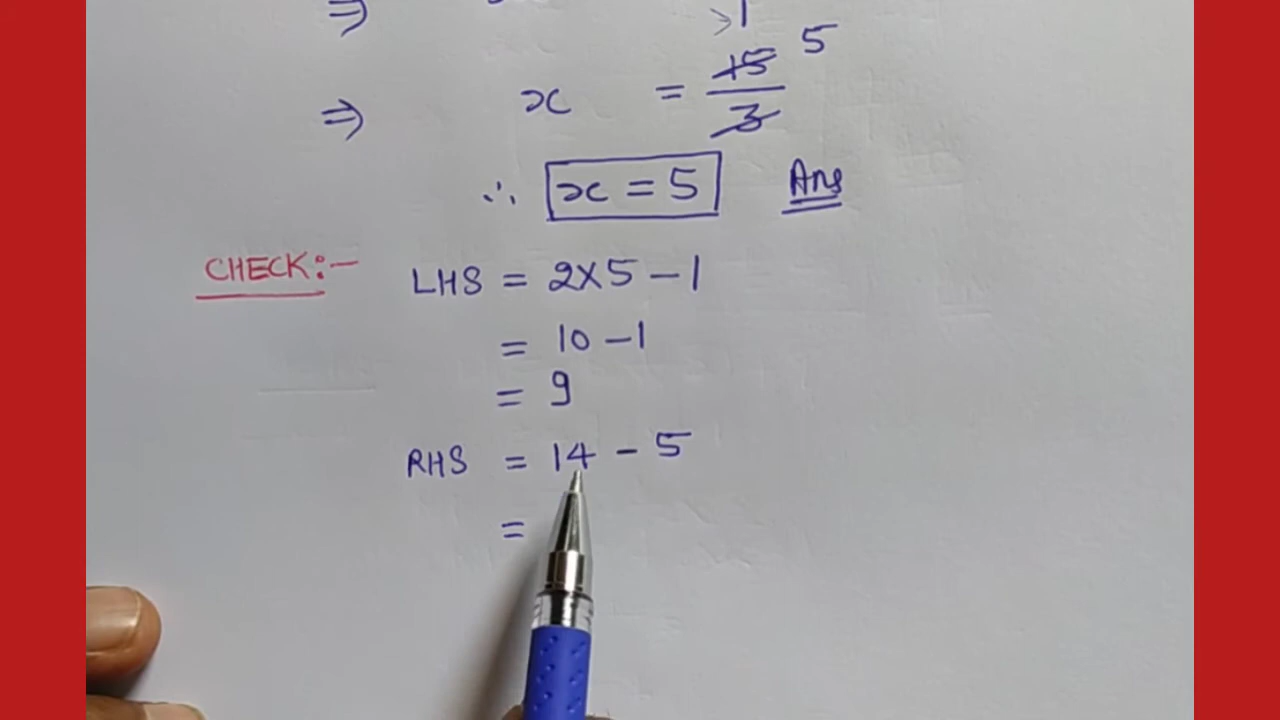 ⇒
⇒ x = 15/3 5
∴ x = 5 Ans
CHECK:- LHS = 2×5 - 1
= 10 - 1
= 9
RHS = 14 - 5
=